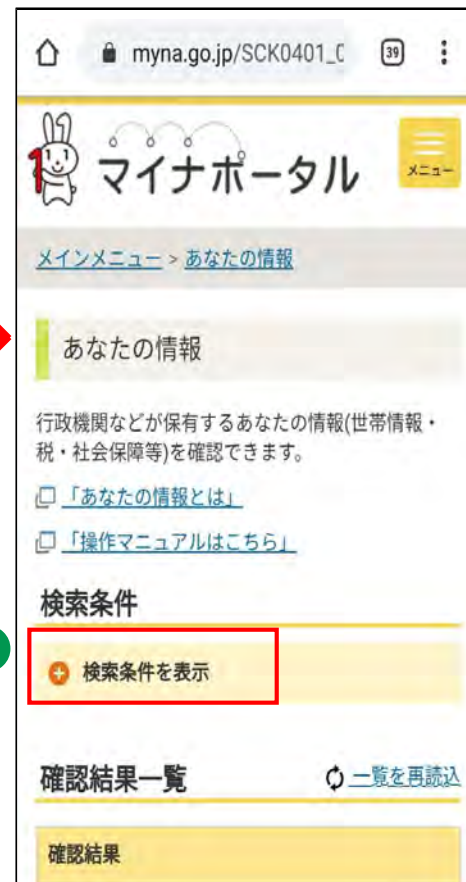 myna.go.jp/SCK0401_0
39
マイナポータル
メニュー
メインメニュー > あなたの情報
あなたの情報
行政機関などが保有するあなたの情報(世帯情報・
税・社会保障等)を確認できます。
「あなたの情報とは」
「操作マニュアルはこちら」
検索条件
検索条件を表示
確認結果一覧
一覧を再読込
確認結果